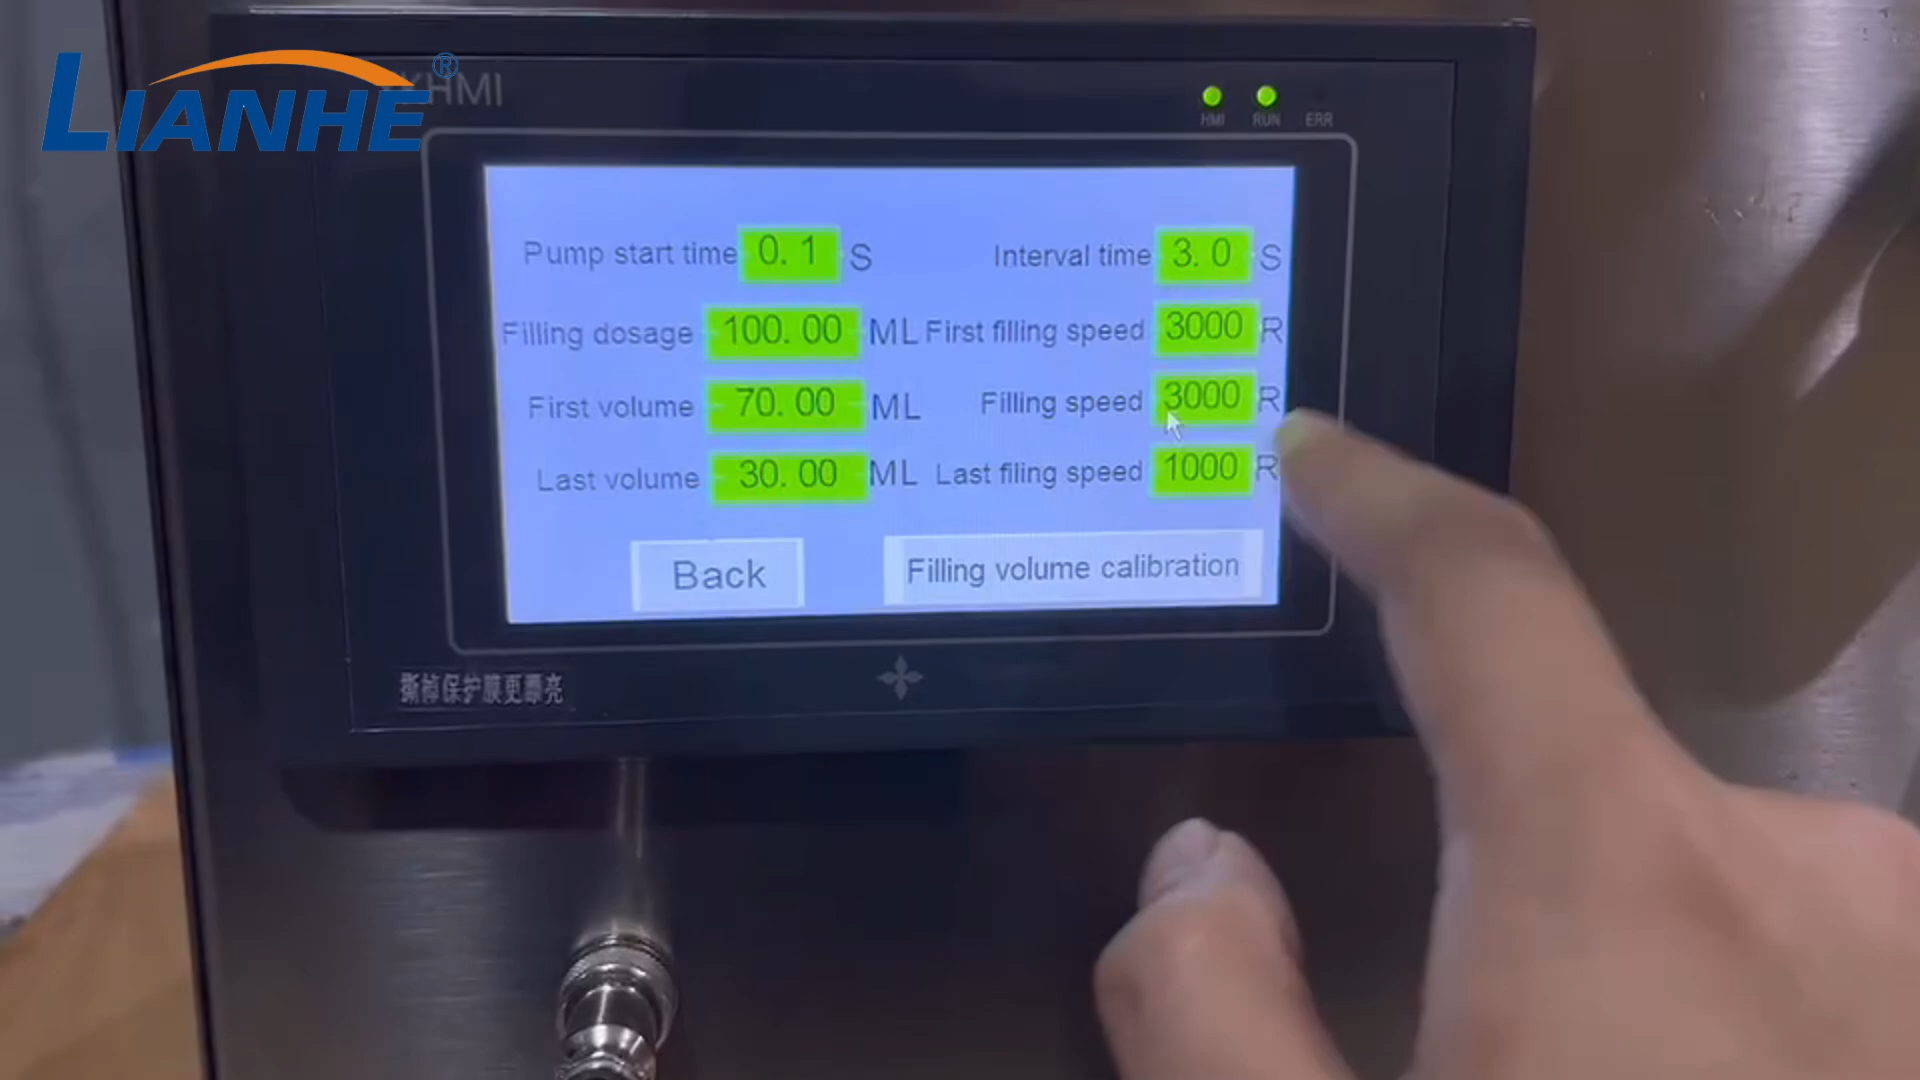 LIANHE®
HMI
HMI RUN ERR
Pump start time 0.1 S Interval time 3.0 S
Filling dosage 100.00 ML First filling speed 3000 R
First volume 70.00 ML Filling speed 3000 R
Last volume 30.00 ML Last filing speed 1000 R
Back Filling volume calibration
撕掉保护膜更漂亮